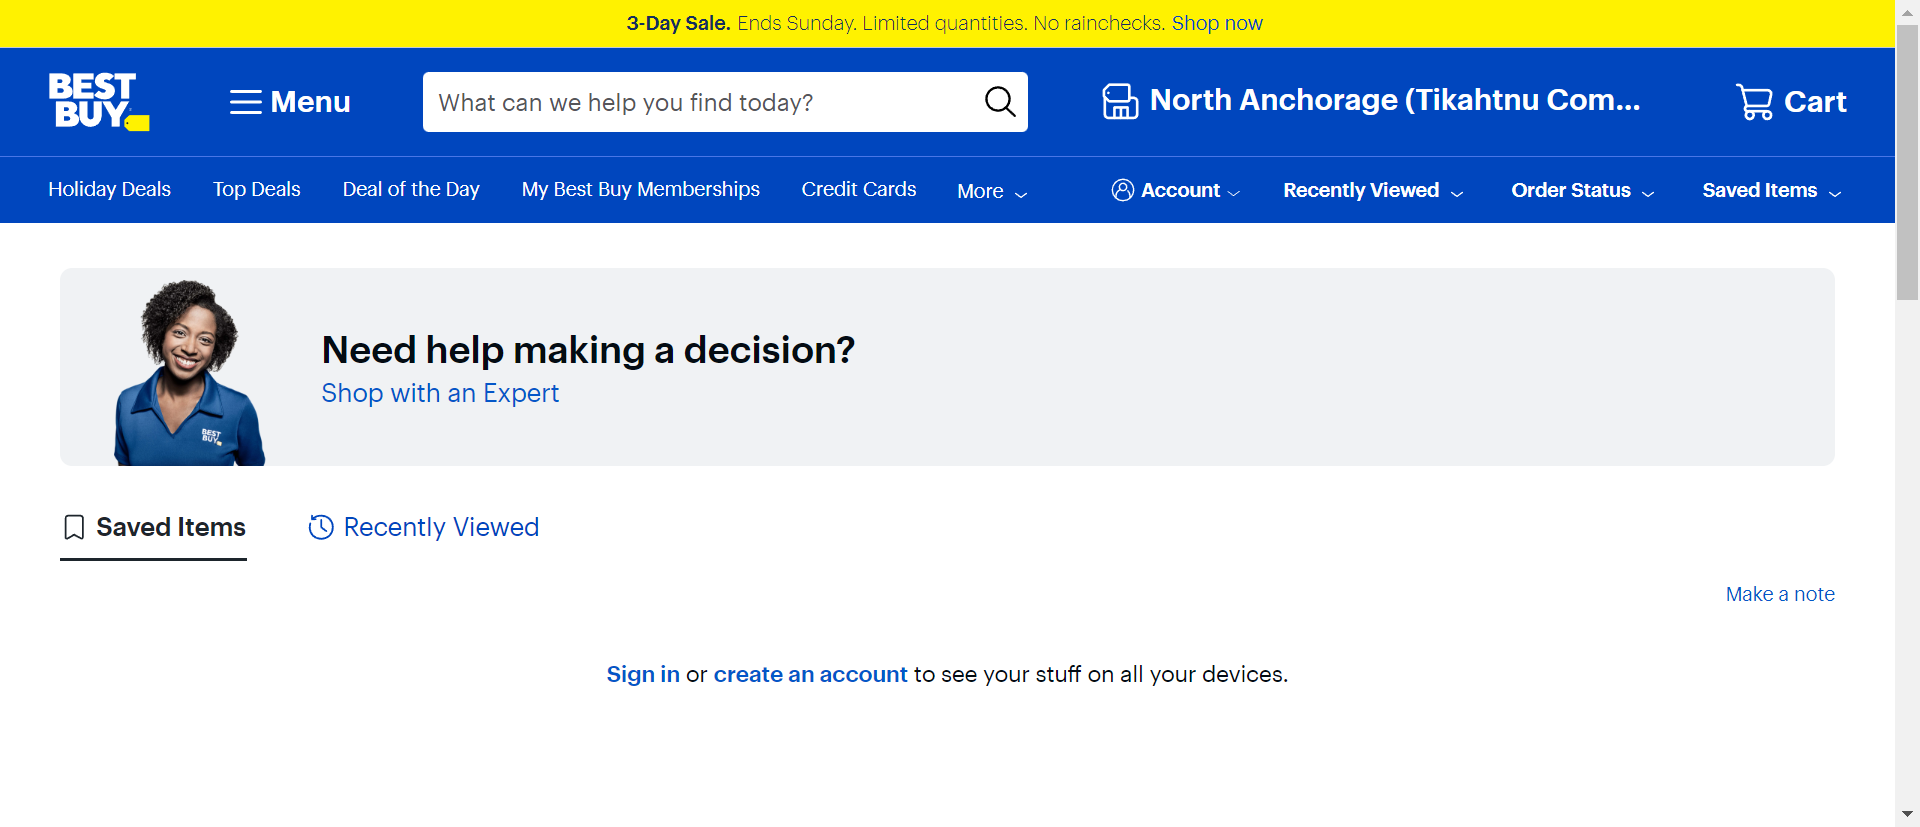 3-Day Sale. Ends Sunday. Limited quantities. No rainchecks. Shop now
BEST
BUY
Menu
What can we help you find today?
North Anchorage (Tikahtnu Com...
Cart
Holiday Deals
Top Deals
Deal of the Day
My Best Buy Memberships
Credit Cards
More
Account
Recently Viewed
Order Status
Saved Items
BEST
BUY
Need help making a decision?
Shop with an Expert
Saved Items
Recently Viewed
Make a note
Sign in or create an account to see your stuff on all your devices.